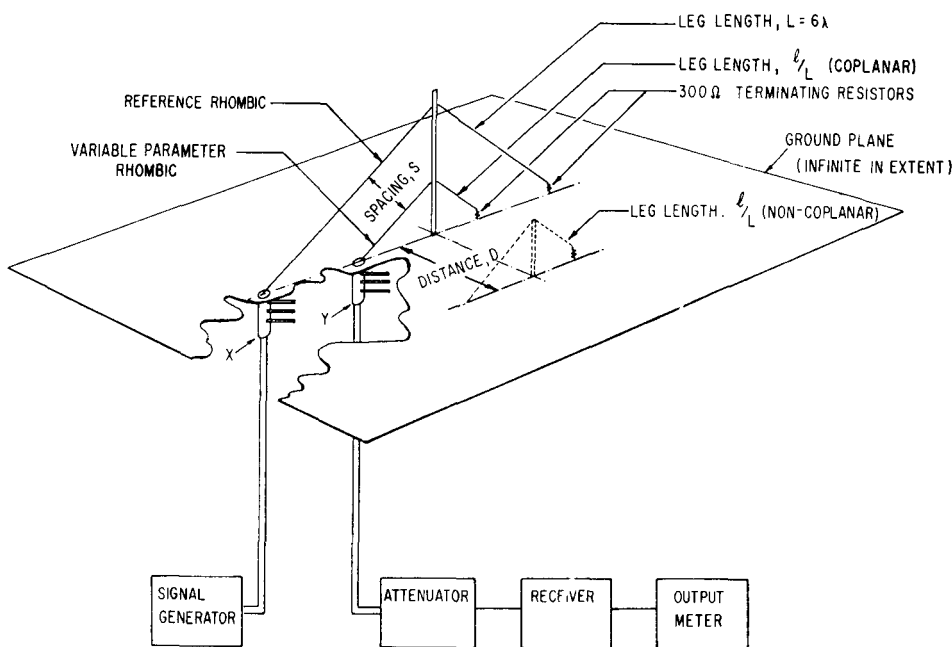 LEG LENGTH, L = 6λ
LEG LENGTH, ℓ/L (COPLANAR)
300Ω TERMINATING RESISTORS
REFERENCE RHOMBIC
GROUND PLANE
(INFINITE IN EXTENT)
VARIABLE PARAMETER
RHOMBIC
SPACING, S
LEG LENGTH. ℓ/L (NON-COPLANAR)
DISTANCE, D
Y
X
SIGNAL
GENERATOR
ATTENUATOR
RECEIVER
OUTPUT
METER